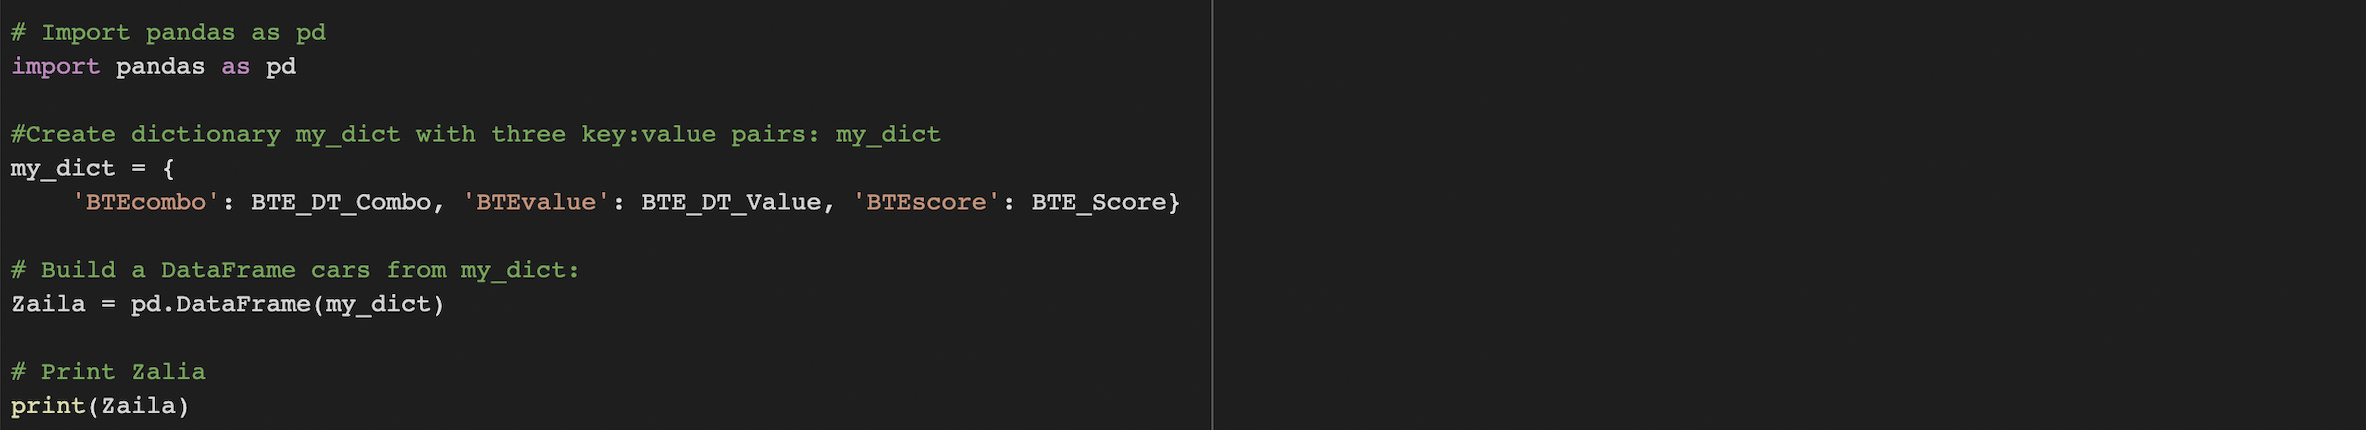 # Import pandas as pd
import pandas as pd
#Create dictionary my_dict with three key:value pairs: my_dict
my_dict = {
'BTEcombo': BTE_DT_Combo, 'BTEvalue': BTE_DT_Value, 'BTEscore': BTE_Score}
# Build a DataFrame cars from my_dict:
Zaila = pd.DataFrame(my_dict)
# Print Zalia
print(Zaila)